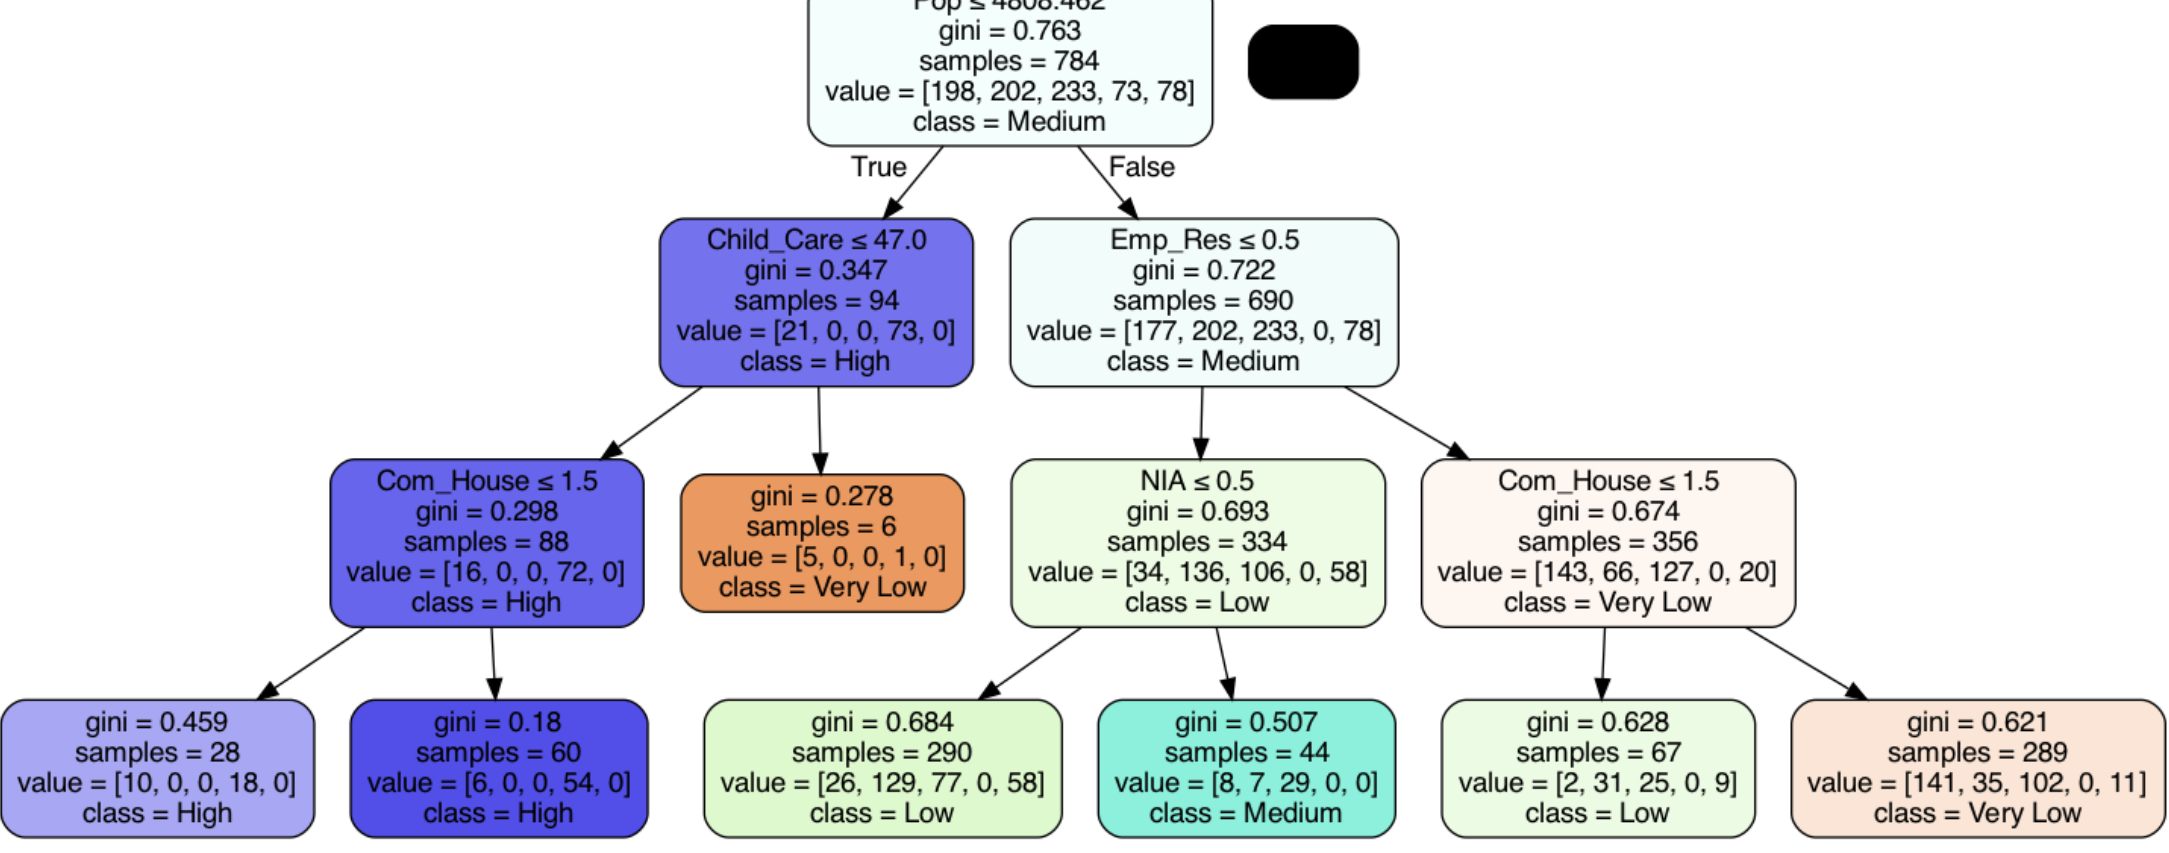 Pop ≤ 4808.462
gini = 0.763
samples = 784
value = [198, 202, 233, 73, 78]
class = Medium
True
False
Child_Care ≤ 47.0
gini = 0.347
samples = 94
value = [21, 0, 0, 73, 0]
class = High
Emp_Res ≤ 0.5
gini = 0.722
samples = 690
value = [177, 202, 233, 0, 78]
class = Medium
Com_House ≤ 1.5
gini = 0.298
samples = 88
value = [16, 0, 0, 72, 0]
class = High
gini = 0.278
samples = 6
value = [5, 0, 0, 1, 0]
class = Very Low
NIA ≤ 0.5
gini = 0.693
samples = 334
value = [34, 136, 106, 0, 58]
class = Low
Com_House ≤ 1.5
gini = 0.674
samples = 356
value = [143, 66, 127, 0, 20]
class = Very Low
gini = 0.459
samples = 28
value = [10, 0, 0, 18, 0]
class = High
gini = 0.18
samples = 60
value = [6, 0, 0, 54, 0]
class = High
gini = 0.684
samples = 290
value = [26, 129, 77, 0, 58]
class = Low
gini = 0.507
samples = 44
value = [8, 7, 29, 0, 0]
class = Medium
gini = 0.628
samples = 67
value = [2, 31, 25, 0, 9]
class = Low
gini = 0.621
samples = 289
value = [141, 35, 102, 0, 11]
class = Very Low